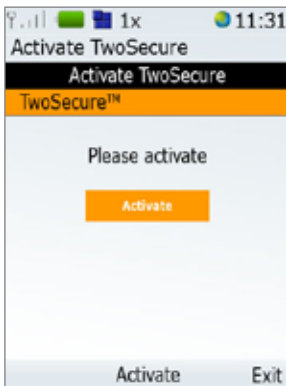 1x 11:31
Activate TwoSecure
Activate TwoSecure
TwoSecure™
Please activate
Activate
Activate Exit